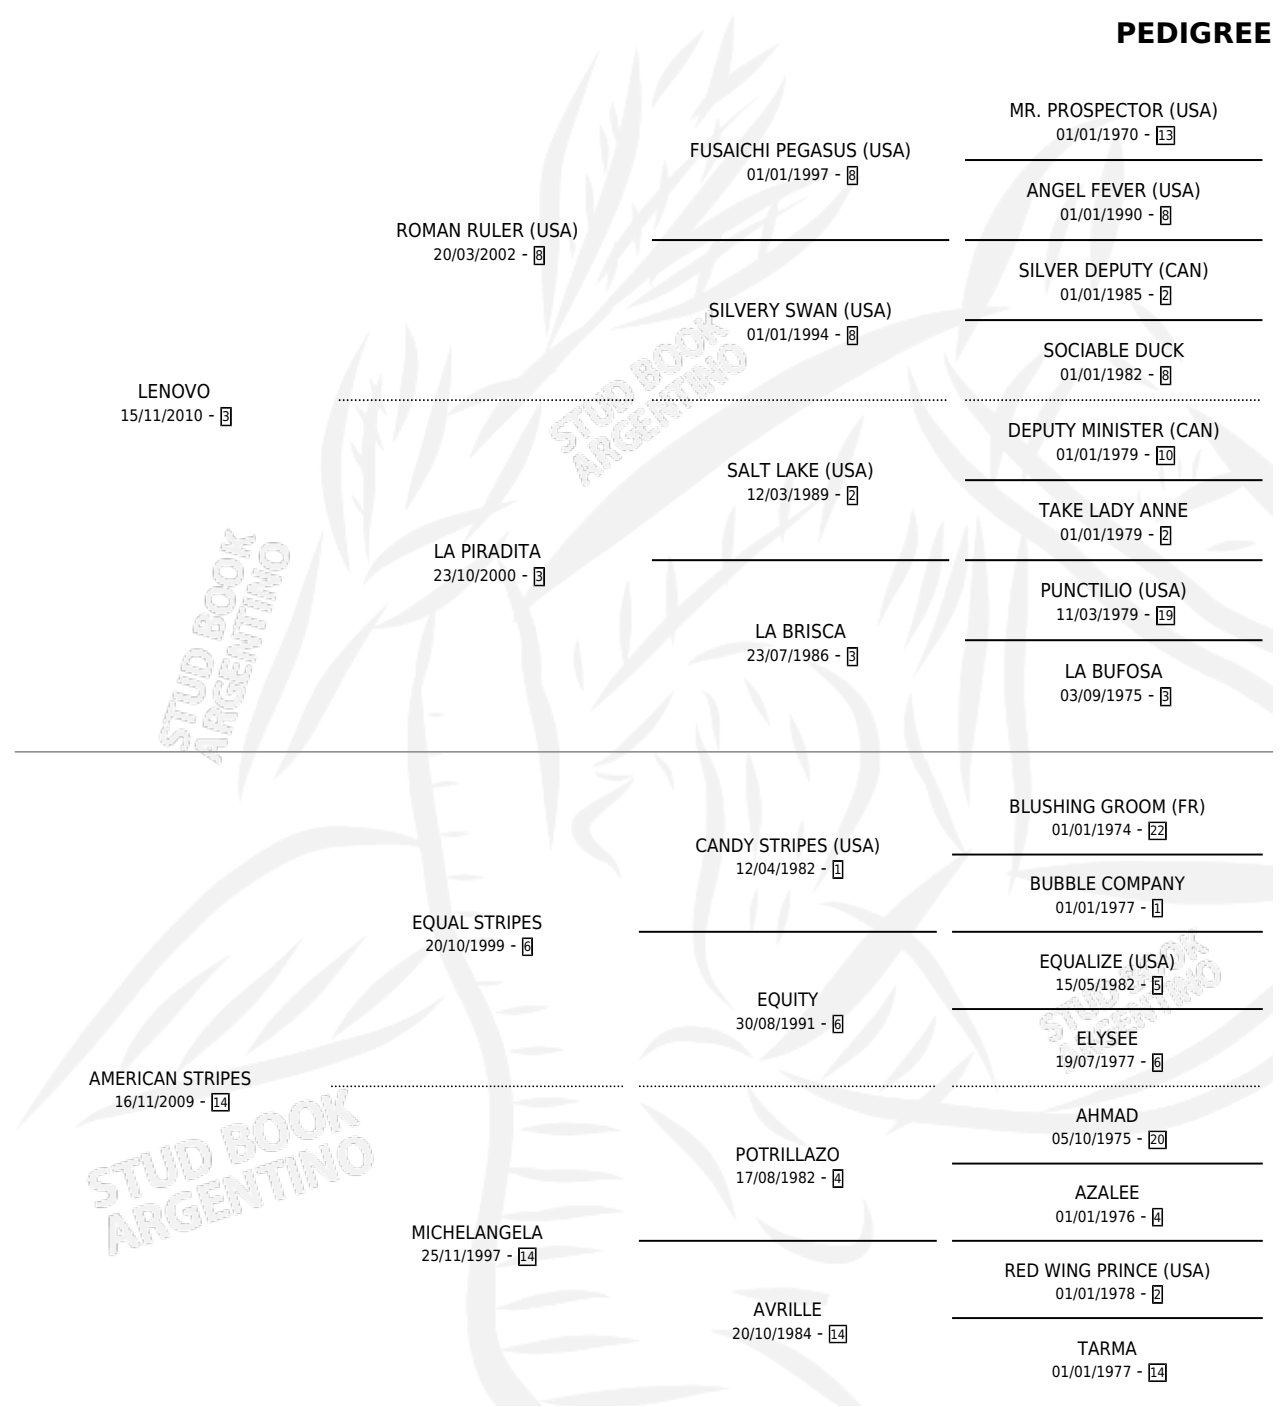 PEDIGREE
MR. PROSPECTOR (USA)
01/01/1970 - 13
FUSAICHI PEGASUS (USA)
01/01/1997 - 8
ANGEL FEVER (USA)
01/01/1990 - 8
ROMAN RULER (USA)
20/03/2002 - 8
SILVER DEPUTY (CAN)
01/01/1985 - 2
SILVERY SWAN (USA)
01/01/1994 - 8
SOCIABLE DUCK
01/01/1982 - 8
LENOVO
15/11/2010 - 3
DEPUTY MINISTER (CAN)
01/01/1979 - 10
SALT LAKE (USA)
12/03/1989 - 2
TAKE LADY ANNE
01/01/1979 - 2
LA PIRADITA
23/10/2000 - 3
PUNCTILIO (USA)
11/03/1979 - 19
LA BRISCA
23/07/1986 - 3
LA BUFOSA
03/09/1975 - 3
BLUSHING GROOM (FR)
01/01/1974 - 22
CANDY STRIPES (USA)
12/04/1982 - 1
BUBBLE COMPANY
01/01/1977 - 1
EQUAL STRIPES
20/10/1999 - 6
EQUALIZE (USA)
15/05/1982 - 5
EQUITY
30/08/1991 - 6
ELYSEE
19/07/1977 - 6
AMERICAN STRIPES
16/11/2009 - 14
AHMAD
05/10/1975 - 20
POTRILLAZO
17/08/1982 - 4
AZALEE
01/01/1976 - 4
MICHELANGELA
25/11/1997 - 14
RED WING PRINCE (USA)
01/01/1978 - 2
AVRILLE
20/10/1984 - 14
TARMA
01/01/1977 - 14
STUD BOOK
ARGENTINO
STUD BOOK
ARGENTINO
STUD BOOK
ARGENTINO
STUD BOOK
ARGENTINO